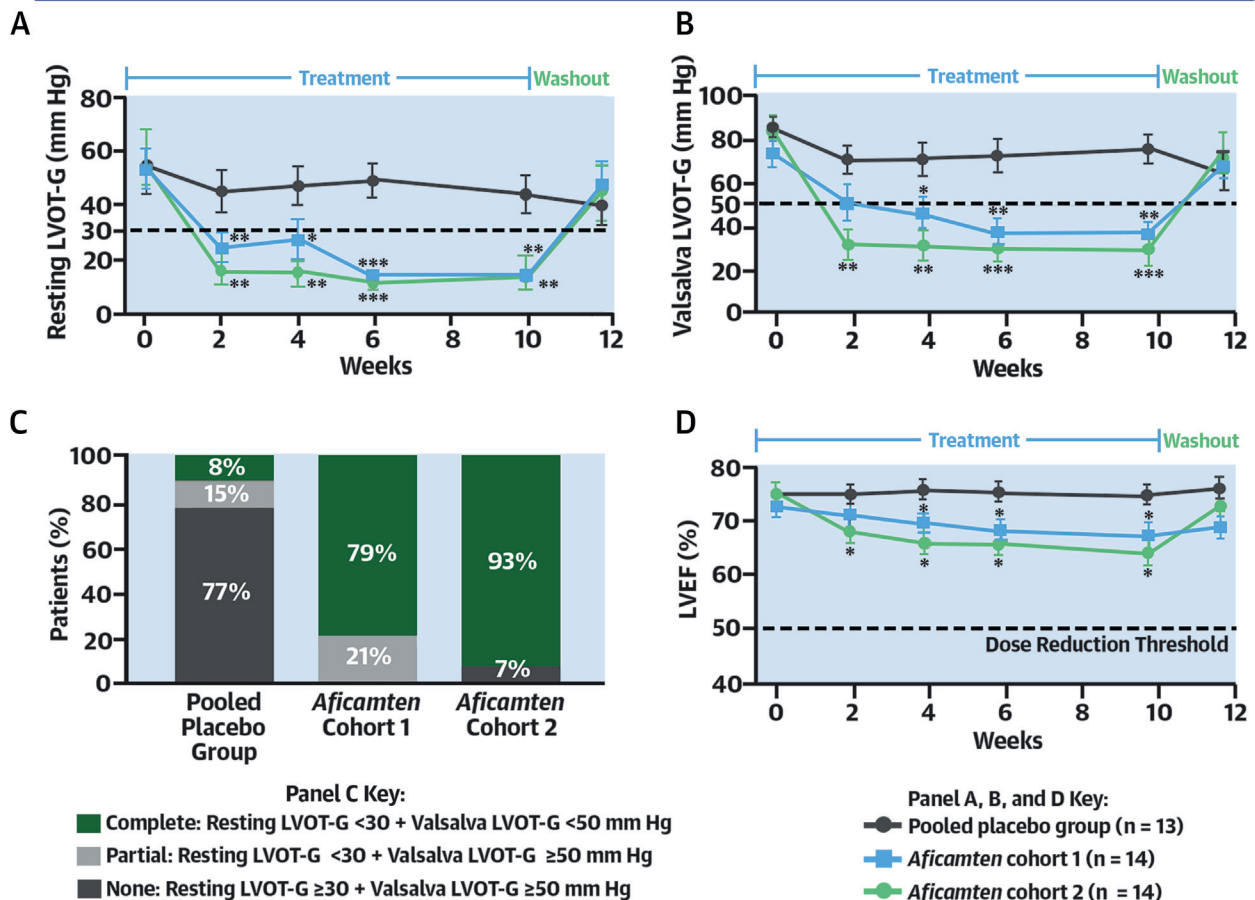 A
Treatment
Washout
Resting LVOT-G (mm Hg)
80
60
40
30
20
0
**
*
***
**
**
**
***
**
0 2 4 6 8 10 12
Weeks
B
Treatment
Washout
Valsalva LVOT-G (mm Hg)
100
80
60
50
40
20
0
*
**
**
**
**
***
***
0 2 4 6 8 10 12
Weeks
C
Patients (%)
100
80
60
40
20
0
8%
15%
77%
79%
21%
93%
7%
Pooled
Placebo
Group
Aficamten
Cohort 1
Aficamten
Cohort 2
Panel C Key:
Complete: Resting LVOT-G <30 + Valsalva LVOT-G <50 mm Hg
Partial: Resting LVOT-G <30 + Valsalva LVOT-G ≥50 mm Hg
None: Resting LVOT-G ≥30 + Valsalva LVOT-G ≥50 mm Hg
D
Treatment
Washout
LVEF (%)
80
70
60
50
40
*
*
*
*
*
*
*
Dose Reduction Threshold
0 2 4 6 8 10 12
Weeks
Panel A, B, and D Key:
Pooled placebo group (n = 13)
Aficamten cohort 1 (n = 14)
Aficamten cohort 2 (n = 14)